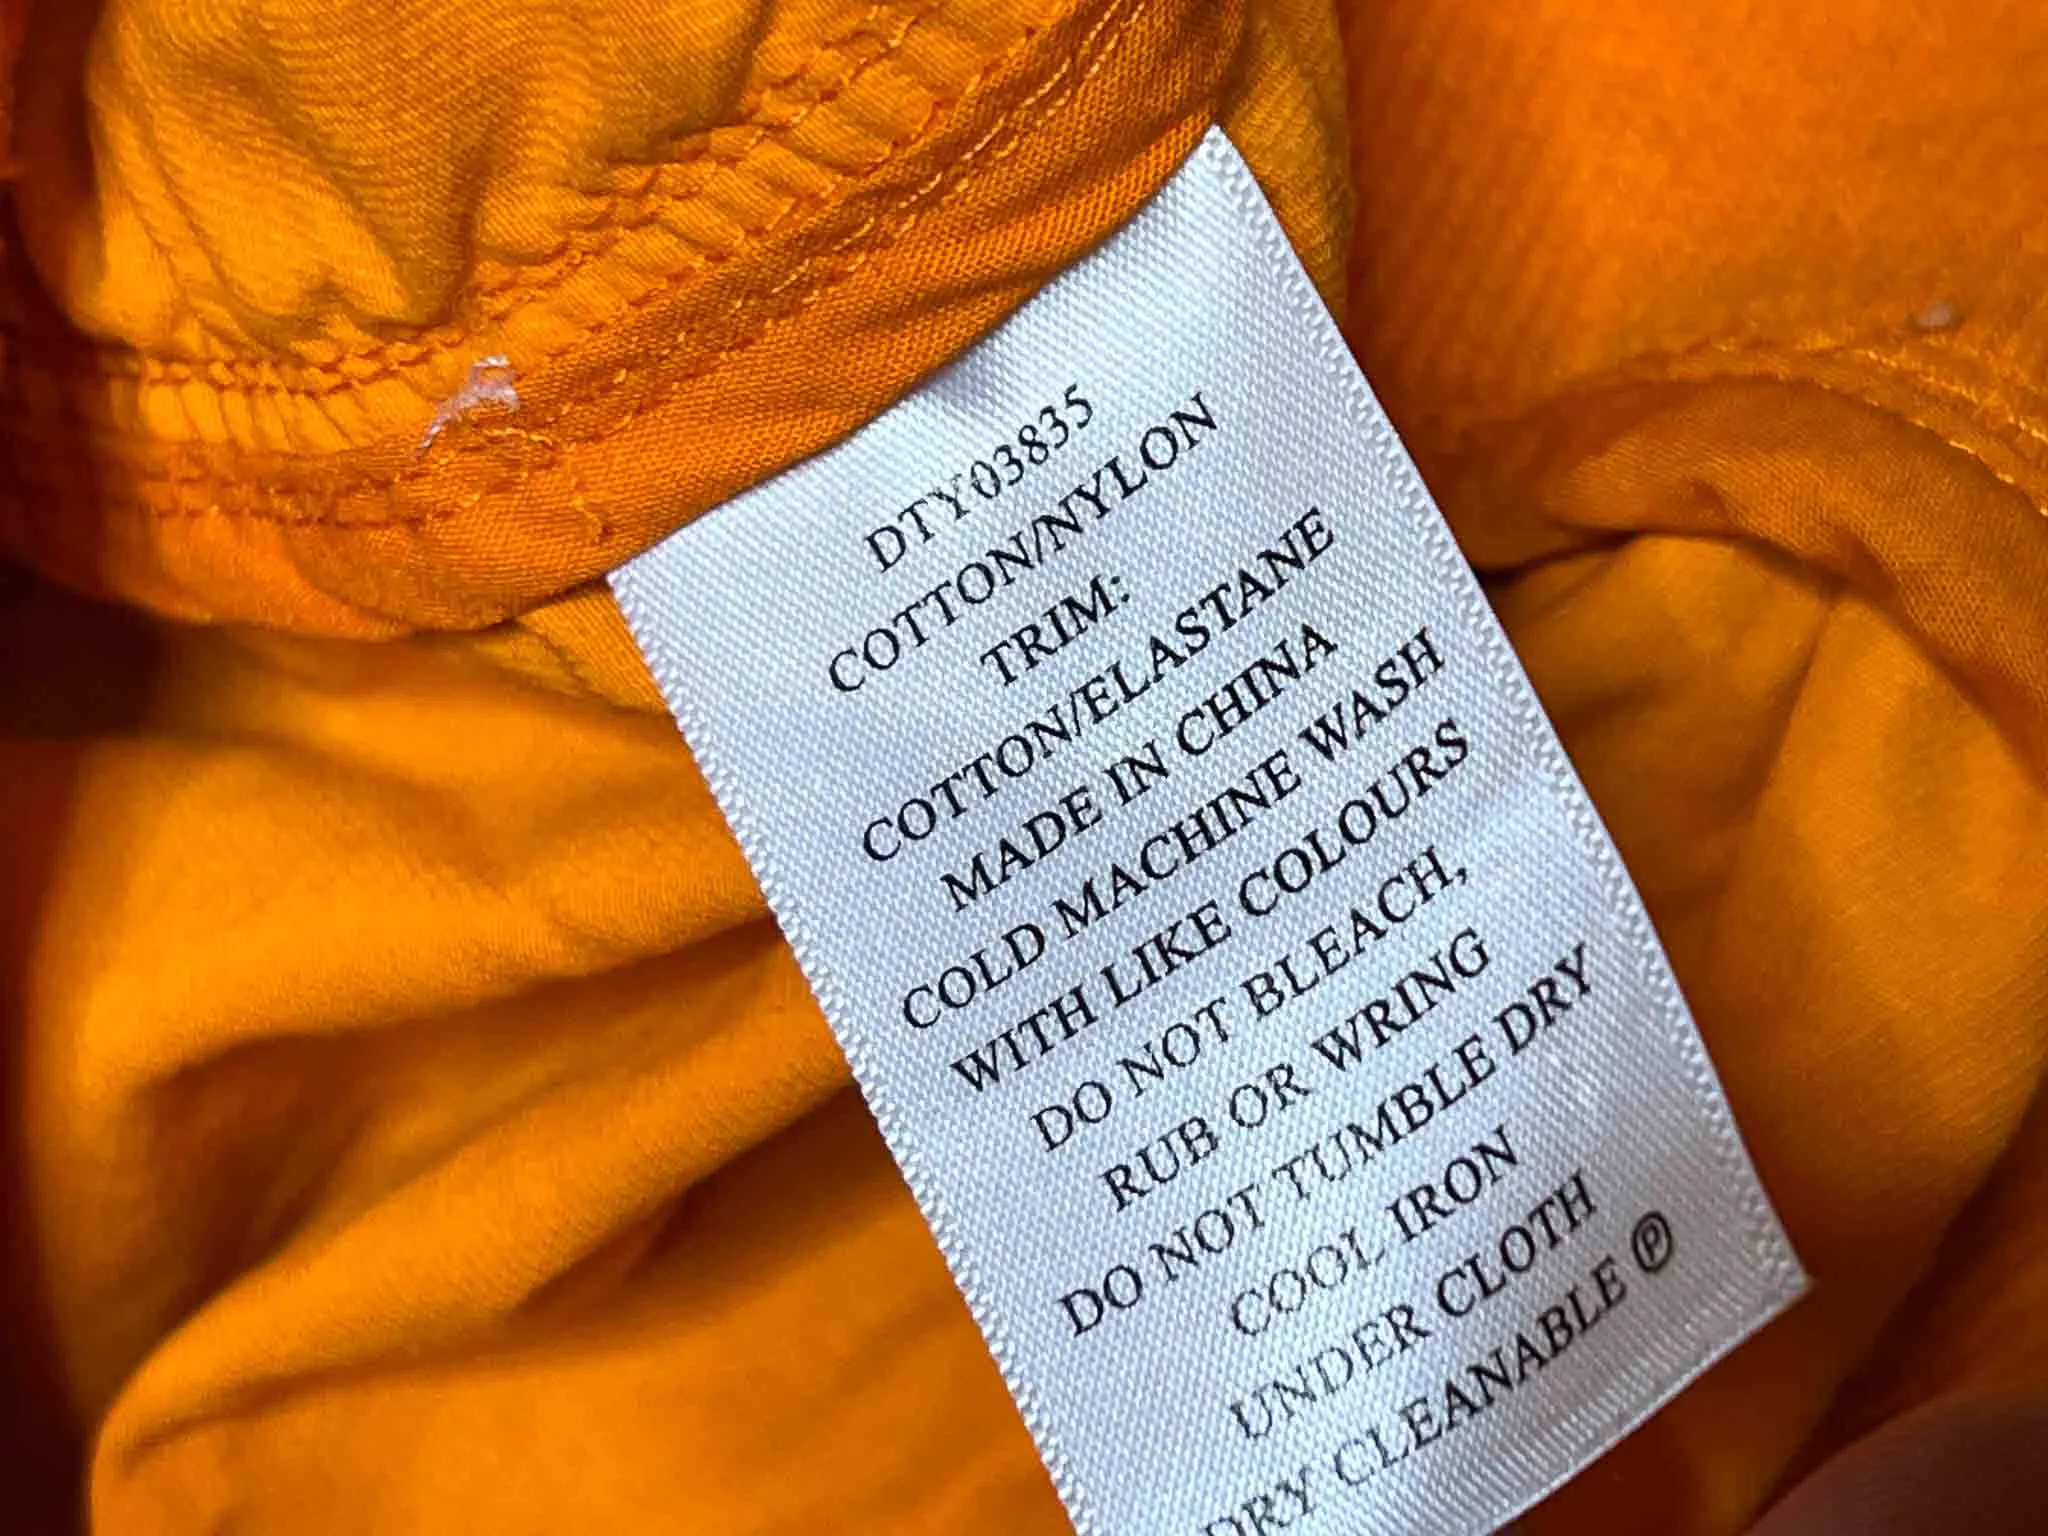 DTY03835
COTTON/NYLON
TRIM:
COTTON/ELASTANE
MADE IN CHINA
COLD MACHINE WASH
WITH LIKE COLOURS
DO NOT BLEACH,
RUB OR WRING
DO NOT TUMBLE DRY
COOL IRON
UNDER CLOTH
DRY CLEANABLE Ⓟ